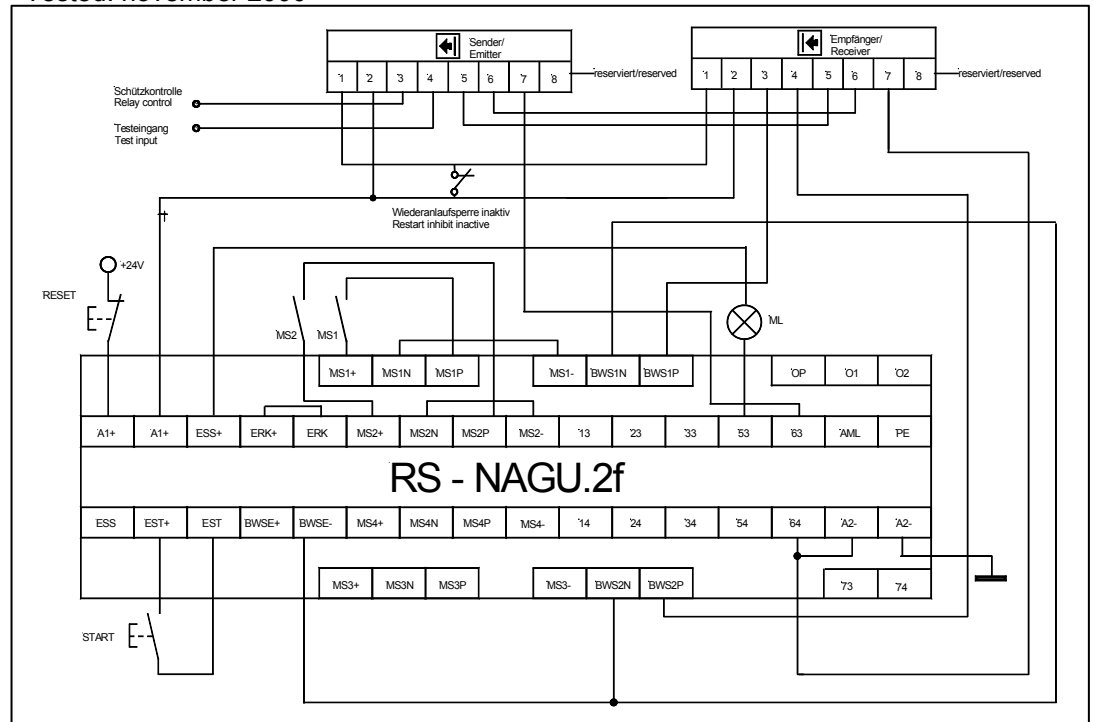 Tested: november 2000
Sender/
Emitter
Empfänger/
Receiver
1 2 3 4 5 6 7 8
reserviert/reserved
1 2 3 4 5 6 7 8
reserviert/reserved
Schützkontrolle
Relay control
Testeingang
Test input
Wiederanlaufsperre inaktiv
Restart inhibit inactive
+24V
RESET
MS2
MS1
ML
MS1+ MS1N MS1P MS1- BWS1N BWS1P OP O1 O2
A1+ A1+ ESS+ ERK+ ERK MS2+ MS2N MS2P MS2- 13 23 33 53 63 AML PE
RS - NAGU.2f
ESS EST+ EST BWSE+ BWSE- MS4+ MS4N MS4P MS4- 14 24 34 54 64 A2- A2-
MS3+ MS3N MS3P MS3- BWS2N BWS2P 73 74
START